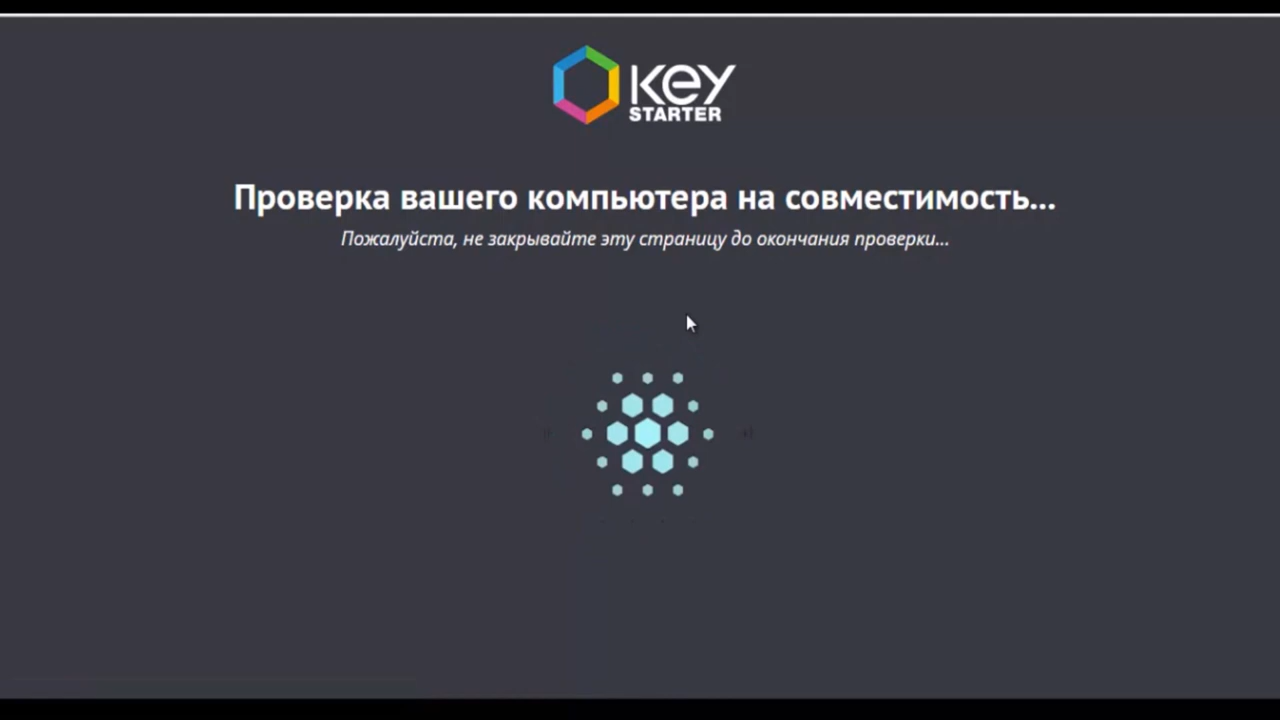 KEY
STARTER
Проверка вашего компьютера на совместимость...
Пожалуйста, не закрывайте эту страницу до окончания проверки...